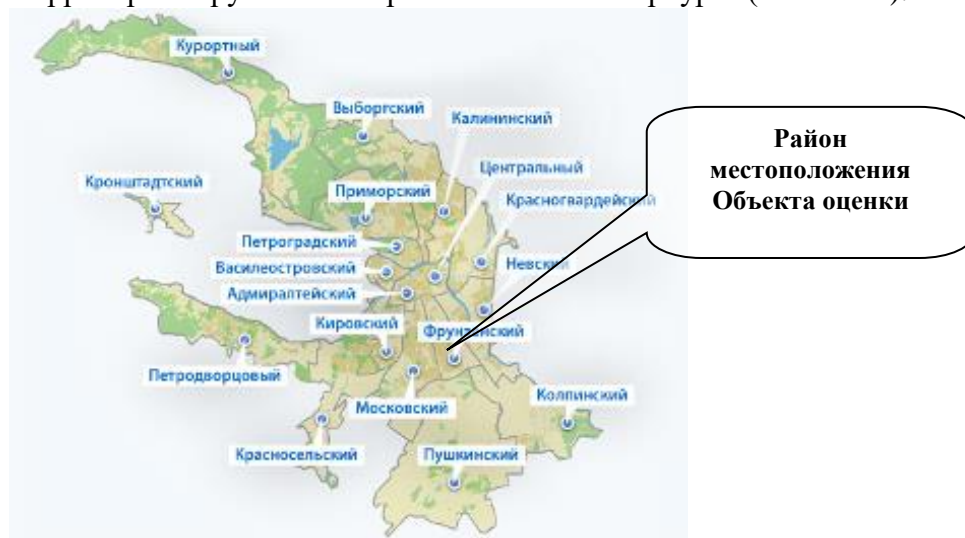 Курортный
Выборгский
Калининский
Центральный
Кронштадтский
Приморский
Красногвардейский
Петроградский
Василеостровский
Невский
Адмиралтейский
Кировский
Фрунзенский
Петродворцовый
Московский
Колпинский
Красносельский
Пушкинский
Район
местоположения
Объекта оценки